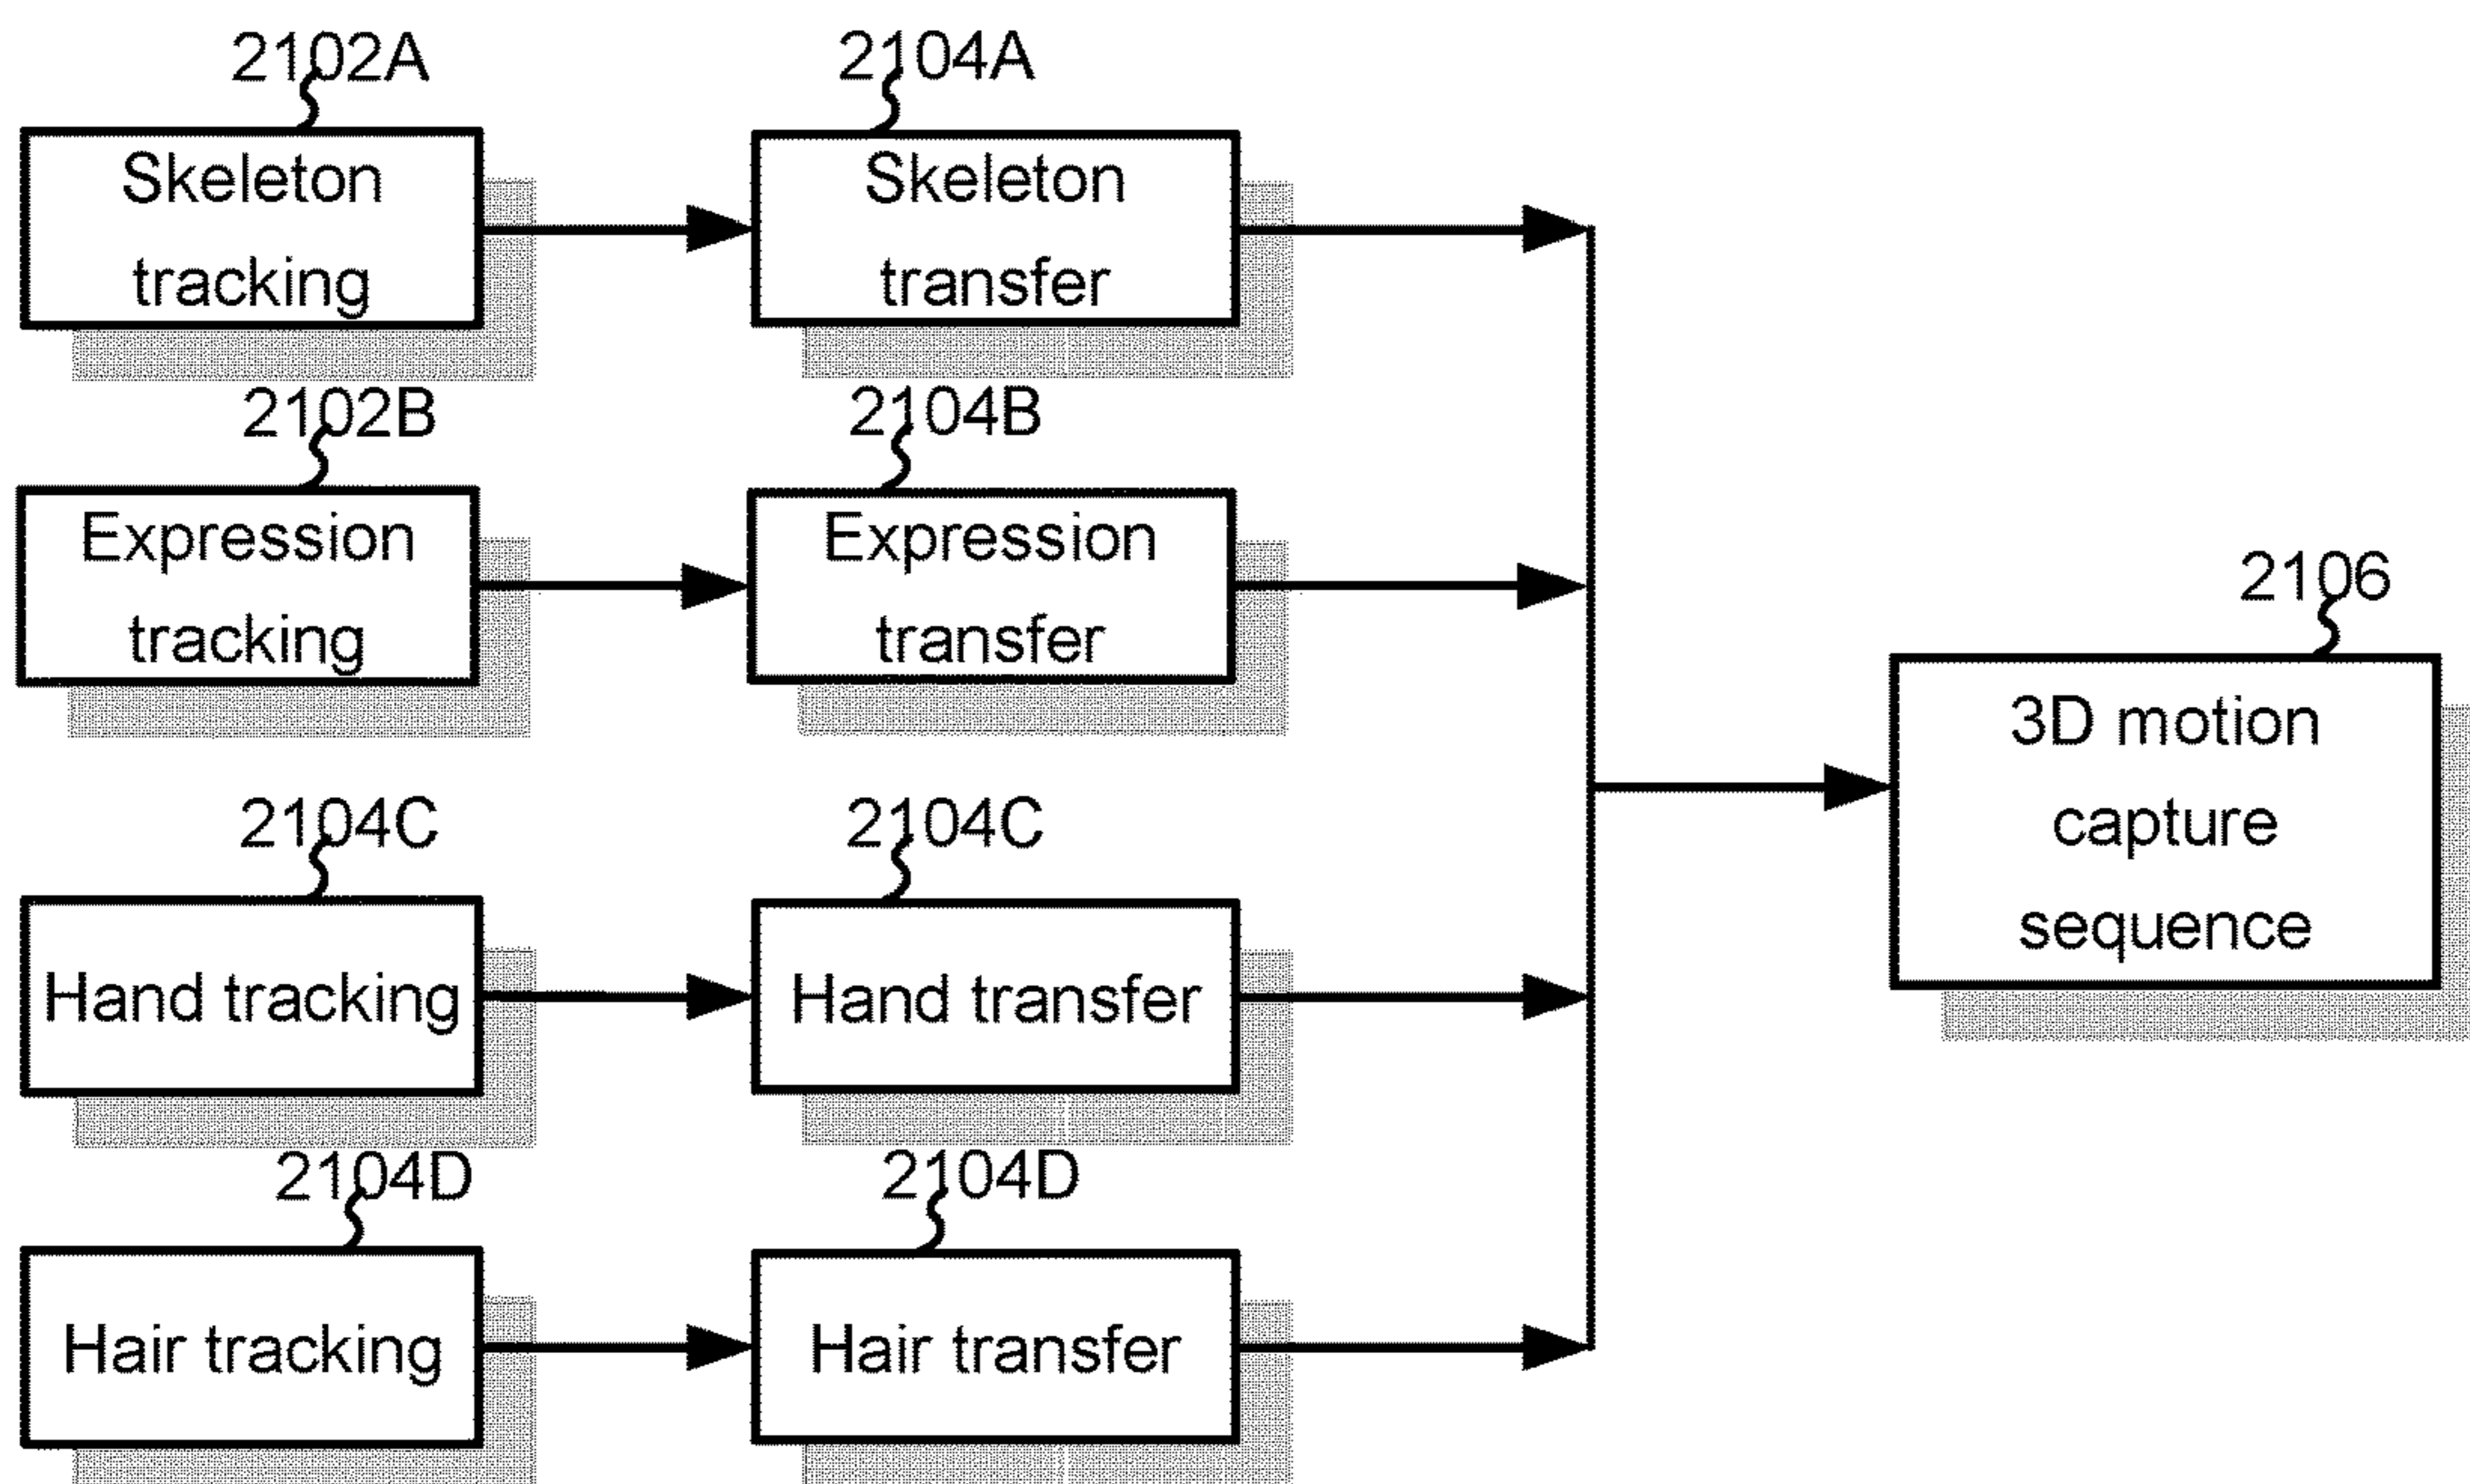 2102A
2104A
Skeleton
tracking
Skeleton
transfer
2102B
2104B
Expression
tracking
Expression
transfer
2106
3D motion
capture
sequence
2104C
2104C
Hand tracking
Hand transfer
2104D
2104D
Hair tracking
Hair transfer